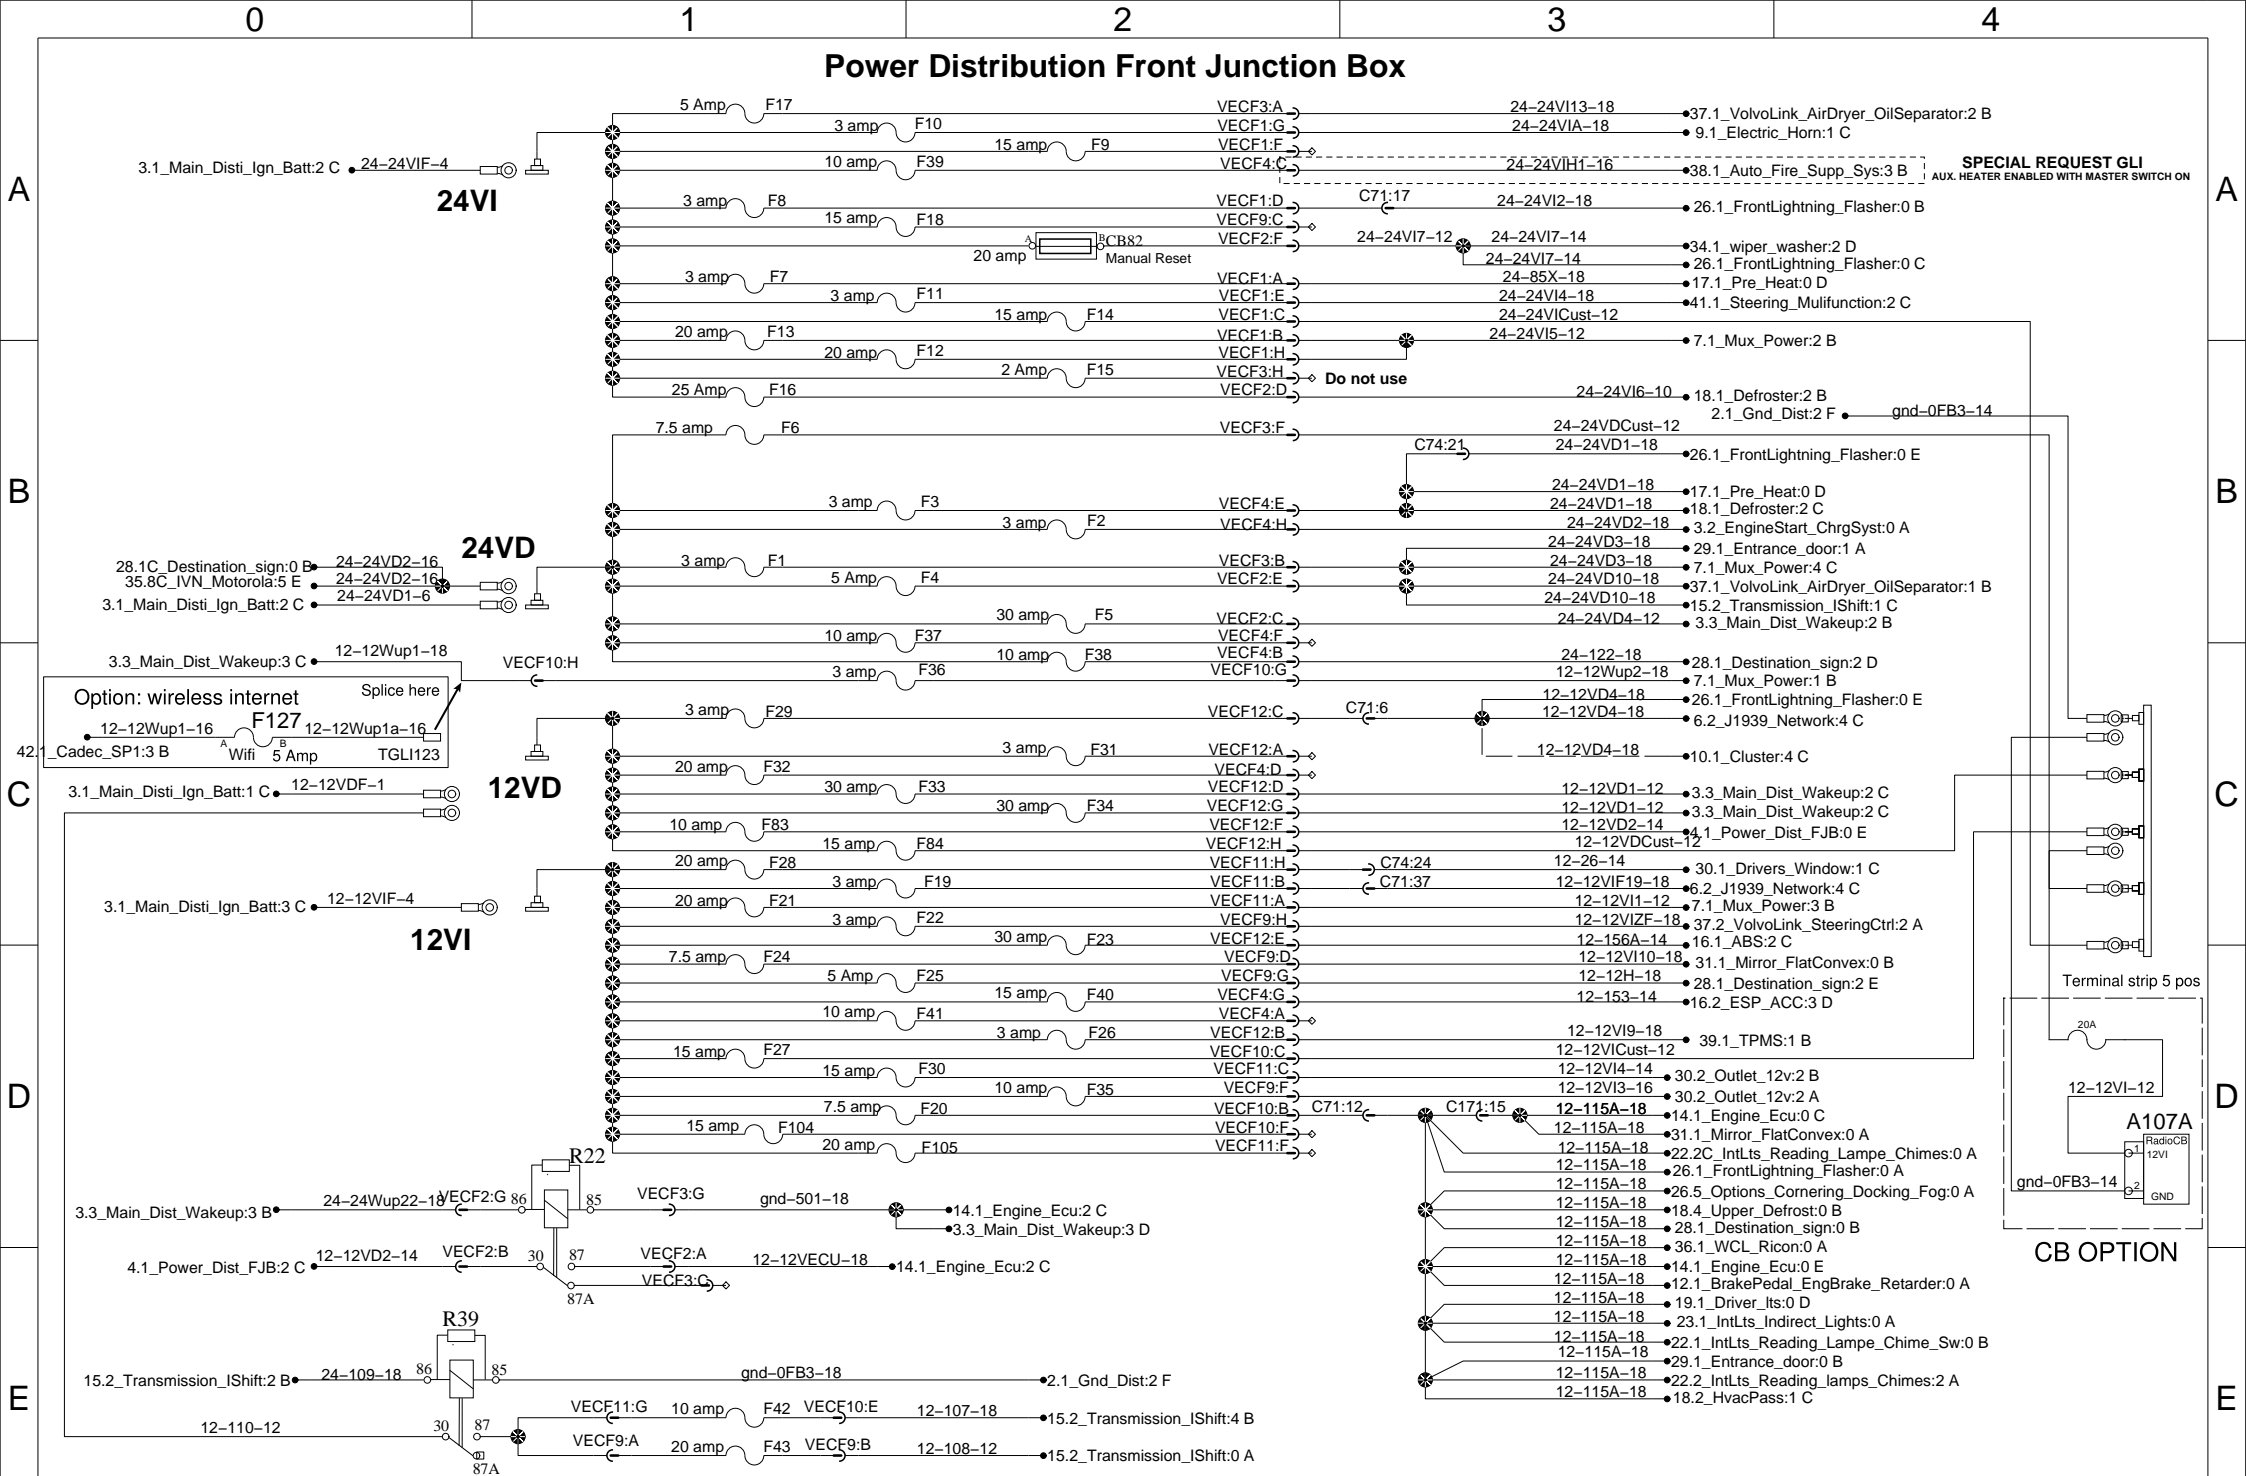 0 1 2 3 4
Power Distribution Front Junction Box
A A
B B
C C
D D
E E
5 Amp F17 VECF3:A 24-24VI13-18 37.1_VolvoLink_AirDryer_OilSeparator:2 B
3 amp F10 VECF1:G 24-24VIA-18 9.1_Electric_Horn:1 C
15 amp F9 VECF1:F
3.1_Main_Disti_Ign_Batt:2 C 24-24VIF-4
24VI
10 amp F39 VECF4:C 24-24VIH1-16 38.1_Auto_Fire_Supp_Sys:3 B
SPECIAL REQUEST GLI
AUX. HEATER ENABLED WITH MASTER SWITCH ON
3 amp F8 VECF1:D C71:17 24-24VI2-18 26.1_FrontLightning_Flasher:0 B
15 amp F18 VECF9:C
20 amp A B CB82 Manual Reset VECF2:F 24-24VI7-12 24-24VI7-14 34.1_wiper_washer:2 D
24-24VI7-14 26.1_FrontLightning_Flasher:0 C
3 amp F7 VECF1:A 24-85X-18 17.1_Pre_Heat:0 D
3 amp F11 VECF1:E 24-24VI4-18 41.1_Steering_Mulifunction:2 C
15 amp F14 VECF1:C 24-24VICust-12
20 amp F13 VECF1:B 24-24VI5-12 7.1_Mux_Power:2 B
20 amp F12 VECF1:H
2 Amp F15 VECF3:H Do not use
25 Amp F16 VECF2:D 24-24VI6-10 18.1_Defroster:2 B
2.1_Gnd_Dist:2 F gnd-0FB3-14
7.5 amp F6 VECF3:F 24-24VDCust-12
C74:21 24-24VD1-18 26.1_FrontLightning_Flasher:0 E
24-24VD1-18 17.1_Pre_Heat:0 D
3 amp F3 VECF4:E 24-24VD1-18 18.1_Defroster:2 C
3 amp F2 VECF4:H 24-24VD2-18 3.2_EngineStart_ChrgSyst:0 A
24VD
24-24VD3-18 29.1_Entrance_door:1 A
28.1C_Destination_sign:0 B 24-24VD2-16
3 amp F1 VECF3:B 24-24VD3-18 7.1_Mux_Power:4 C
35.8C_IVN_Motorola:5 E 24-24VD2-16
5 Amp F4 VECF2:E 24-24VD10-18 37.1_VolvoLink_AirDryer_OilSeparator:1 B
3.1_Main_Disti_Ign_Batt:2 C 24-24VD1-6
24-24VD10-18 15.2_Transmission_IShift:1 C
30 amp F5 VECF2:C 24-24VD4-12 3.3_Main_Dist_Wakeup:2 B
10 amp F37 VECF4:F
10 amp F38 VECF4:B 24-122-18 28.1_Destination_sign:2 D
3.3_Main_Dist_Wakeup:3 C 12-12Wup1-18 VECF10:H
3 amp F36 VECF10:G 12-12Wup2-18 7.1_Mux_Power:1 B
Option: wireless internet Splice here
12-12Wup1-16 F127 12-12Wup1a-16
A B
42.1_Cadec_SP1:3 B Wifi 5 Amp TGLI123
12-12VD4-18 26.1_FrontLightning_Flasher:0 E
3 amp F29 VECF12:C C71:6 12-12VD4-18 6.2_J1939_Network:4 C
3 amp F31 VECF12:A 12-12VD4-18 10.1_Cluster:4 C
20 amp F32 VECF4:D
12VD
3.1_Main_Disti_Ign_Batt:1 C 12-12VDF-1
30 amp F33 VECF12:D 12-12VD1-12 3.3_Main_Dist_Wakeup:2 C
30 amp F34 VECF12:G 12-12VD1-12 3.3_Main_Dist_Wakeup:2 C
10 amp F83 VECF12:F 12-12VD2-14 4.1_Power_Dist_FJB:0 E
15 amp F84 VECF12:H 12-12VDCust-12
20 amp F28 VECF11:H C74:24 12-26-14 30.1_Drivers_Window:1 C
3 amp F19 VECF11:B C71:37 12-12VIF19-18 6.2_J1939_Network:4 C
3.1_Main_Disti_Ign_Batt:3 C 12-12VIF-4
12VI
20 amp F21 VECF11:A 12-12VI1-12 7.1_Mux_Power:3 B
3 amp F22 VECF9:H 12-12VIZF-18 37.2_VolvoLink_SteeringCtrl:2 A
30 amp F23 VECF12:E 12-156A-14 16.1_ABS:2 C
7.5 amp F24 VECF9:D 12-12VI10-18 31.1_Mirror_FlatConvex:0 B
5 Amp F25 VECF9:G 12-12H-18 28.1_Destination_sign:2 E
15 amp F40 VECF4:G 12-153-14 16.2_ESP_ACC:3 D
10 amp F41 VECF4:A
3 amp F26 VECF12:B 12-12VI9-18 39.1_TPMS:1 B
15 amp F27 VECF10:C 12-12VICust-12
15 amp F30 VECF11:C 12-12VI4-14 30.2_Outlet_12v:2 B
10 amp F35 VECF9:F 12-12VI3-16 30.2_Outlet_12v:2 A
7.5 amp F20 VECF10:B C71:12 C171:15 12-115A-18 14.1_Engine_Ecu:0 C
15 amp F104 VECF10:F 12-115A-18 31.1_Mirror_FlatConvex:0 A
20 amp F105 VECF11:F 12-115A-18 22.2C_IntLts_Reading_Lampe_Chimes:0 A
12-115A-18 26.1_FrontLightning_Flasher:0 A
12-115A-18 26.5_Options_Cornering_Docking_Fog:0 A
12-115A-18 18.4_Upper_Defrost:0 B
12-115A-18 28.1_Destination_sign:0 B
12-115A-18 36.1_WCL_Ricon:0 A
12-115A-18 14.1_Engine_Ecu:0 E
12-115A-18 12.1_BrakePedal_EngBrake_Retarder:0 A
12-115A-18 19.1_Driver_lts:0 D
12-115A-18 23.1_IntLts_Indirect_Lights:0 A
12-115A-18 22.1_IntLts_Reading_Lampe_Chime_Sw:0 B
12-115A-18 29.1_Entrance_door:0 B
12-115A-18 22.2_IntLts_Reading_lamps_Chimes:2 A
12-115A-18 18.2_HvacPass:1 C
Terminal strip 5 pos
20A
12-12VI-12
A107A
RadioCB
1 12VI
gnd-0FB3-14
2 GND
CB OPTION
R22
3.3_Main_Dist_Wakeup:3 B 24-24Wup22-18 VECF2:G 86 85 VECF3:G gnd-501-18 14.1_Engine_Ecu:2 C
3.3_Main_Dist_Wakeup:3 D
4.1_Power_Dist_FJB:2 C 12-12VD2-14 VECF2:B 30 87 VECF2:A 12-12VECU-18 14.1_Engine_Ecu:2 C
VECF3:C
87A
R39
15.2_Transmission_IShift:2 B 24-109-18 86 85 gnd-0FB3-18 2.1_Gnd_Dist:2 F
VECF11:G 10 amp F42 VECF10:E 12-107-18 15.2_Transmission_IShift:4 B
12-110-12 30 87
VECF9:A 20 amp F43 VECF9:B 12-108-12 15.2_Transmission_IShift:0 A
87A